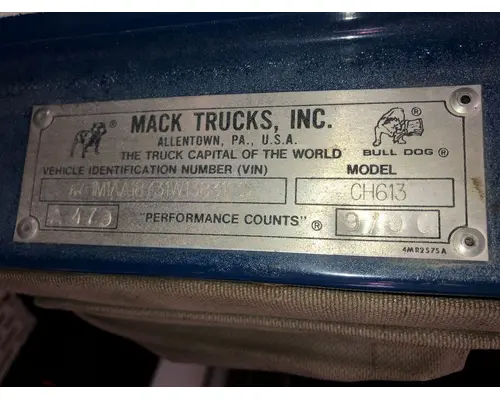 MACK TRUCKS, INC.
ALLENTOWN, PA., U.S.A.
THE TRUCK CAPITAL OF THE WORLD
BULL DOG ®
VEHICLE IDENTIFICATION NUMBER (VIN) MODEL
CH613
"PERFORMANCE COUNTS" ®
4MR2575A